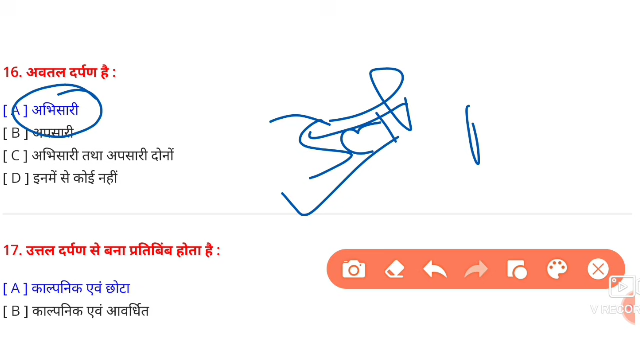 16. अवतल दर्पण है :
[ A ] अभिसारी
[ B ] अपसारी
[ C ] अभिसारी तथा अपसारी दोनों
[ D ] इनमें से कोई नहीं
17. उत्तल दर्पण से बना प्रतिबिंब होता है :
[ A ] काल्पनिक एवं छोटा
[ B ] काल्पनिक एवं आवर्धित
V RECOR